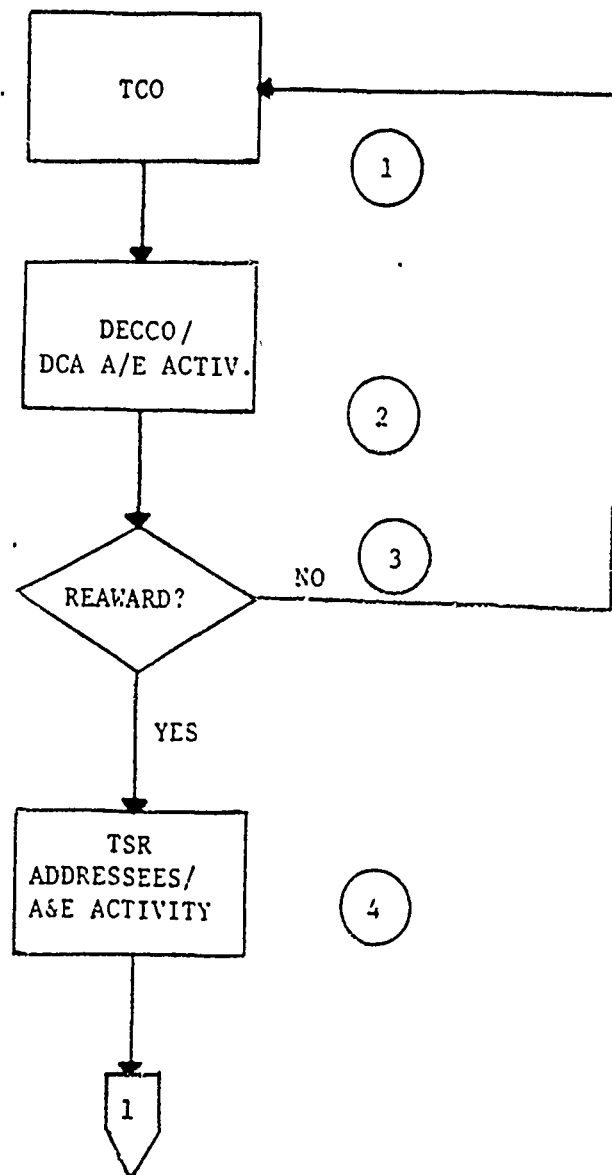 TCO
1
DECCO/
DCA A/E ACTIV.
2
3
NO
REAWARD?
YES
TSR
ADDRESSEES/
A&E ACTIVITY
4
1